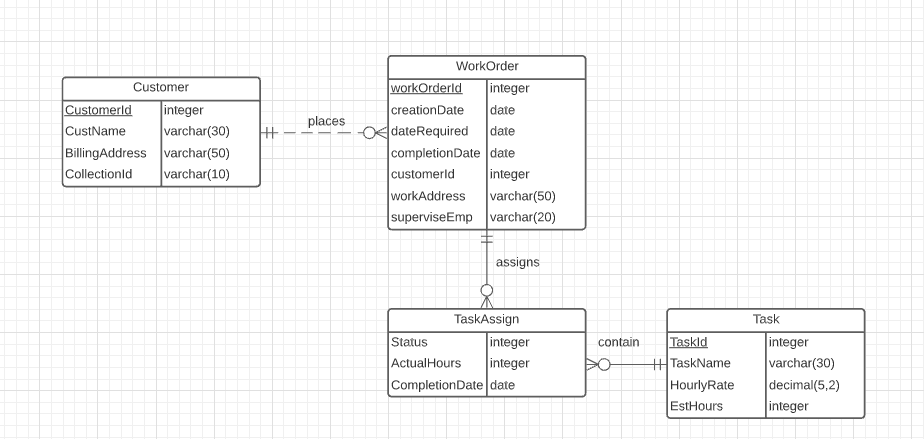 Customer
CustomerId integer
CustName varchar(30)
BillingAddress varchar(50)
CollectionId varchar(10)
places
WorkOrder
workOrderId integer
creationDate date
dateRequired date
completionDate date
customerId integer
workAddress varchar(50)
superviseEmp varchar(20)
assigns
TaskAssign
Status integer
ActualHours integer
CompletionDate date
contain
Task
TaskId integer
TaskName varchar(30)
HourlyRate decimal(5,2)
EstHours integer